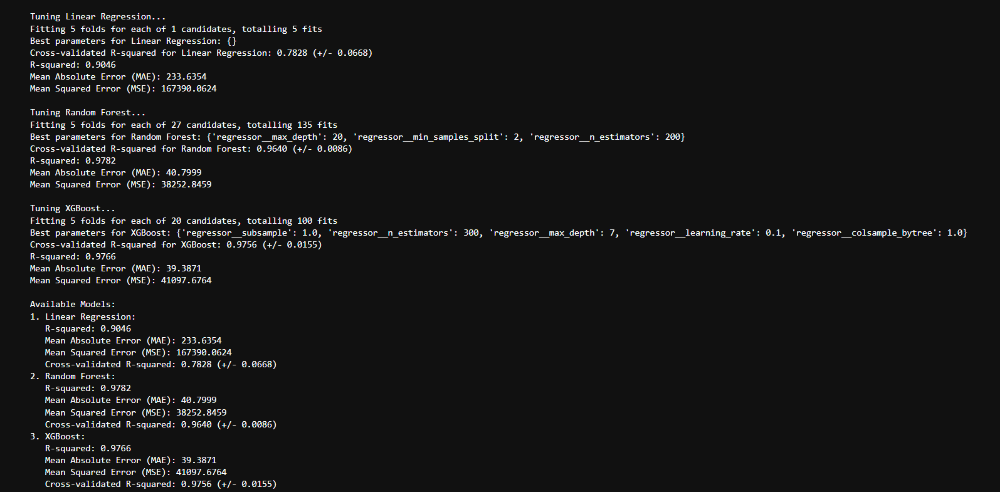 Tuning Linear Regression...
Fitting 5 folds for each of 1 candidates, totalling 5 fits
Best parameters for Linear Regression: {}
Cross-validated R-squared for Linear Regression: 0.7828 (+/- 0.0668)
R-squared: 0.9046
Mean Absolute Error (MAE): 233.6354
Mean Squared Error (MSE): 167390.0624
Tuning Random Forest...
Fitting 5 folds for each of 27 candidates, totalling 135 fits
Best parameters for Random Forest: {'regressor__max_depth': 20, 'regressor__min_samples_split': 2, 'regressor__n_estimators': 200}
Cross-validated R-squared for Random Forest: 0.9640 (+/- 0.0086)
R-squared: 0.9782
Mean Absolute Error (MAE): 40.7999
Mean Squared Error (MSE): 38252.8459
Tuning XGBoost...
Fitting 5 folds for each of 20 candidates, totalling 100 fits
Best parameters for XGBoost: {'regressor__subsample': 1.0, 'regressor__n_estimators': 300, 'regressor__max_depth': 7, 'regressor__learning_rate': 0.1, 'regressor__colsample_bytree': 1.0}
Cross-validated R-squared for XGBoost: 0.9756 (+/- 0.0155)
R-squared: 0.9766
Mean Absolute Error (MAE): 39.3871
Mean Squared Error (MSE): 41097.6764
Available Models:
1. Linear Regression:
R-squared: 0.9046
Mean Absolute Error (MAE): 233.6354
Mean Squared Error (MSE): 167390.0624
Cross-validated R-squared: 0.7828 (+/- 0.0668)
2. Random Forest:
R-squared: 0.9782
Mean Absolute Error (MAE): 40.7999
Mean Squared Error (MSE): 38252.8459
Cross-validated R-squared: 0.9640 (+/- 0.0086)
3. XGBoost:
R-squared: 0.9766
Mean Absolute Error (MAE): 39.3871
Mean Squared Error (MSE): 41097.6764
Cross-validated R-squared: 0.9756 (+/- 0.0155)